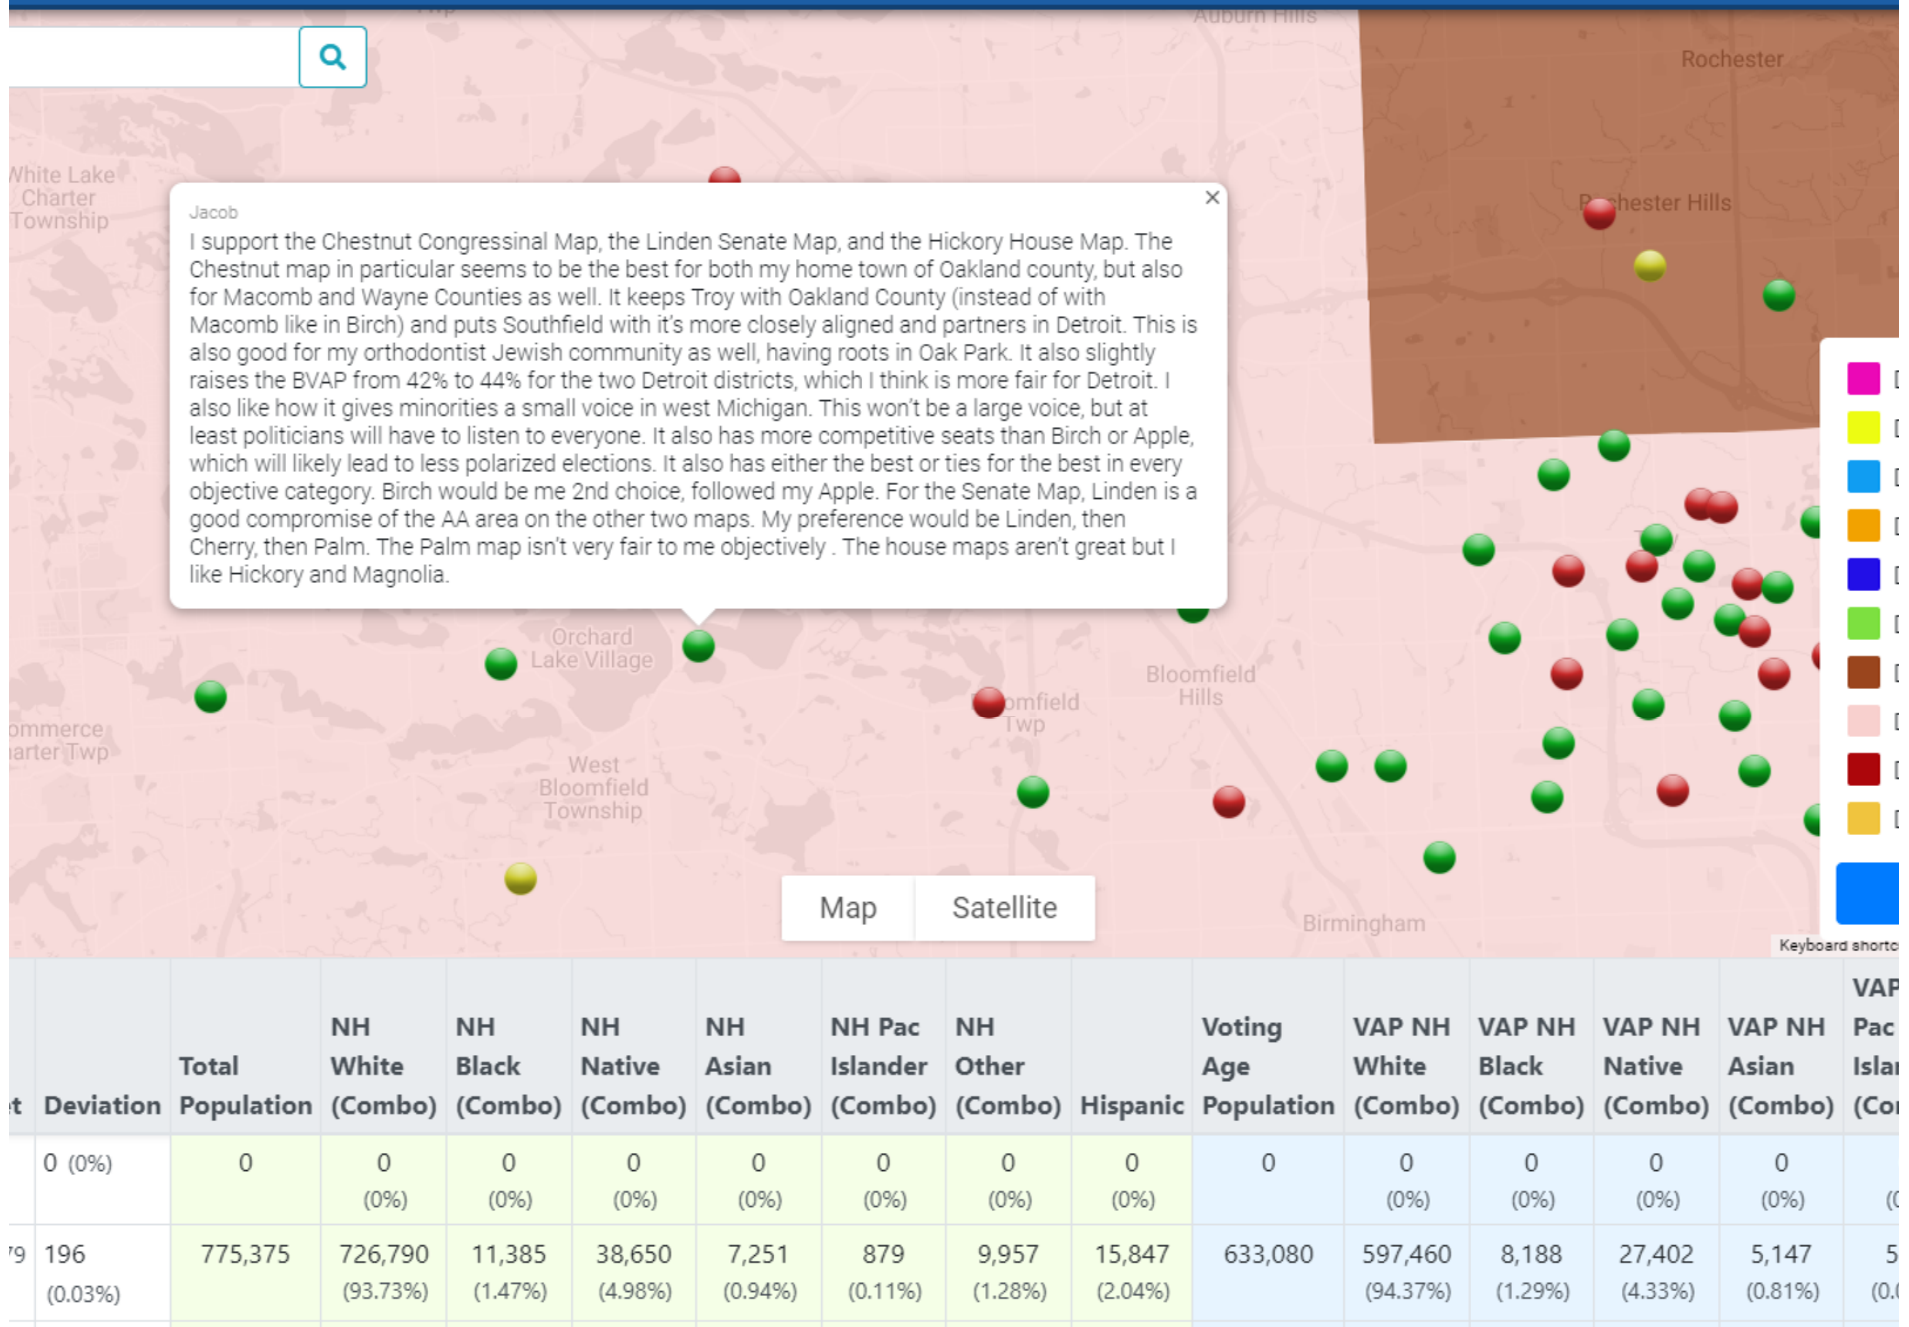 Auburn Hills
Rochester
White Lake
Charter
Township
Rochester Hills
Jacob
I support the Chestnut Congressinal Map, the Linden Senate Map, and the Hickory House Map. The
Chestnut map in particular seems to be the best for both my home town of Oakland county, but also
for Macomb and Wayne Counties as well. It keeps Troy with Oakland County (instead of with
Macomb like in Birch) and puts Southfield with it's more closely aligned and partners in Detroit. This is
also good for my orthodontist Jewish community as well, having roots in Oak Park. It also slightly
raises the BVAP from 42% to 44% for the two Detroit districts, which I think is more fair for Detroit. I
also like how it gives minorities a small voice in west Michigan. This won't be a large voice, but at
least politicians will have to listen to everyone. It also has more competitive seats than Birch or Apple,
which will likely lead to less polarized elections. It also has either the best or ties for the best in every
objective category. Birch would be me 2nd choice, followed my Apple. For the Senate Map, Linden is a
good compromise of the AA area on the other two maps. My preference would be Linden, then
Cherry, then Palm. The Palm map isn't very fair to me objectively . The house maps aren't great but I
like Hickory and Magnolia.
Orchard
Lake Village
Bloomfield
Hills
omfield
Twp
ommerce
arter Twp
West
Bloomfield
Township
Map
Satellite
Birmingham
Keyboard shortc
t Deviation
Total Population
NH White (Combo)
NH Black (Combo)
NH Native (Combo)
NH Asian (Combo)
NH Pac Islander (Combo)
NH Other (Combo)
Hispanic
Voting Age Population
VAP NH White (Combo)
VAP NH Black (Combo)
VAP NH Native (Combo)
VAP NH Asian (Combo)
VAP Pac
0 (0%) 0 0 0 0 0 0 0 0 0 0 0 0 0
(0%) (0%) (0%) (0%) (0%) (0%) (0%) (0%) (0%) (0%) (0%)
79 196 775,375 726,790 11,385 38,650 7,251 879 9,957 15,847 633,080 597,460 8,188 27,402 5,147 5
(0.03%) (93.73%) (1.47%) (4.98%) (0.94%) (0.11%) (1.28%) (2.04%) (94.37%) (1.29%) (4.33%) (0.81%)